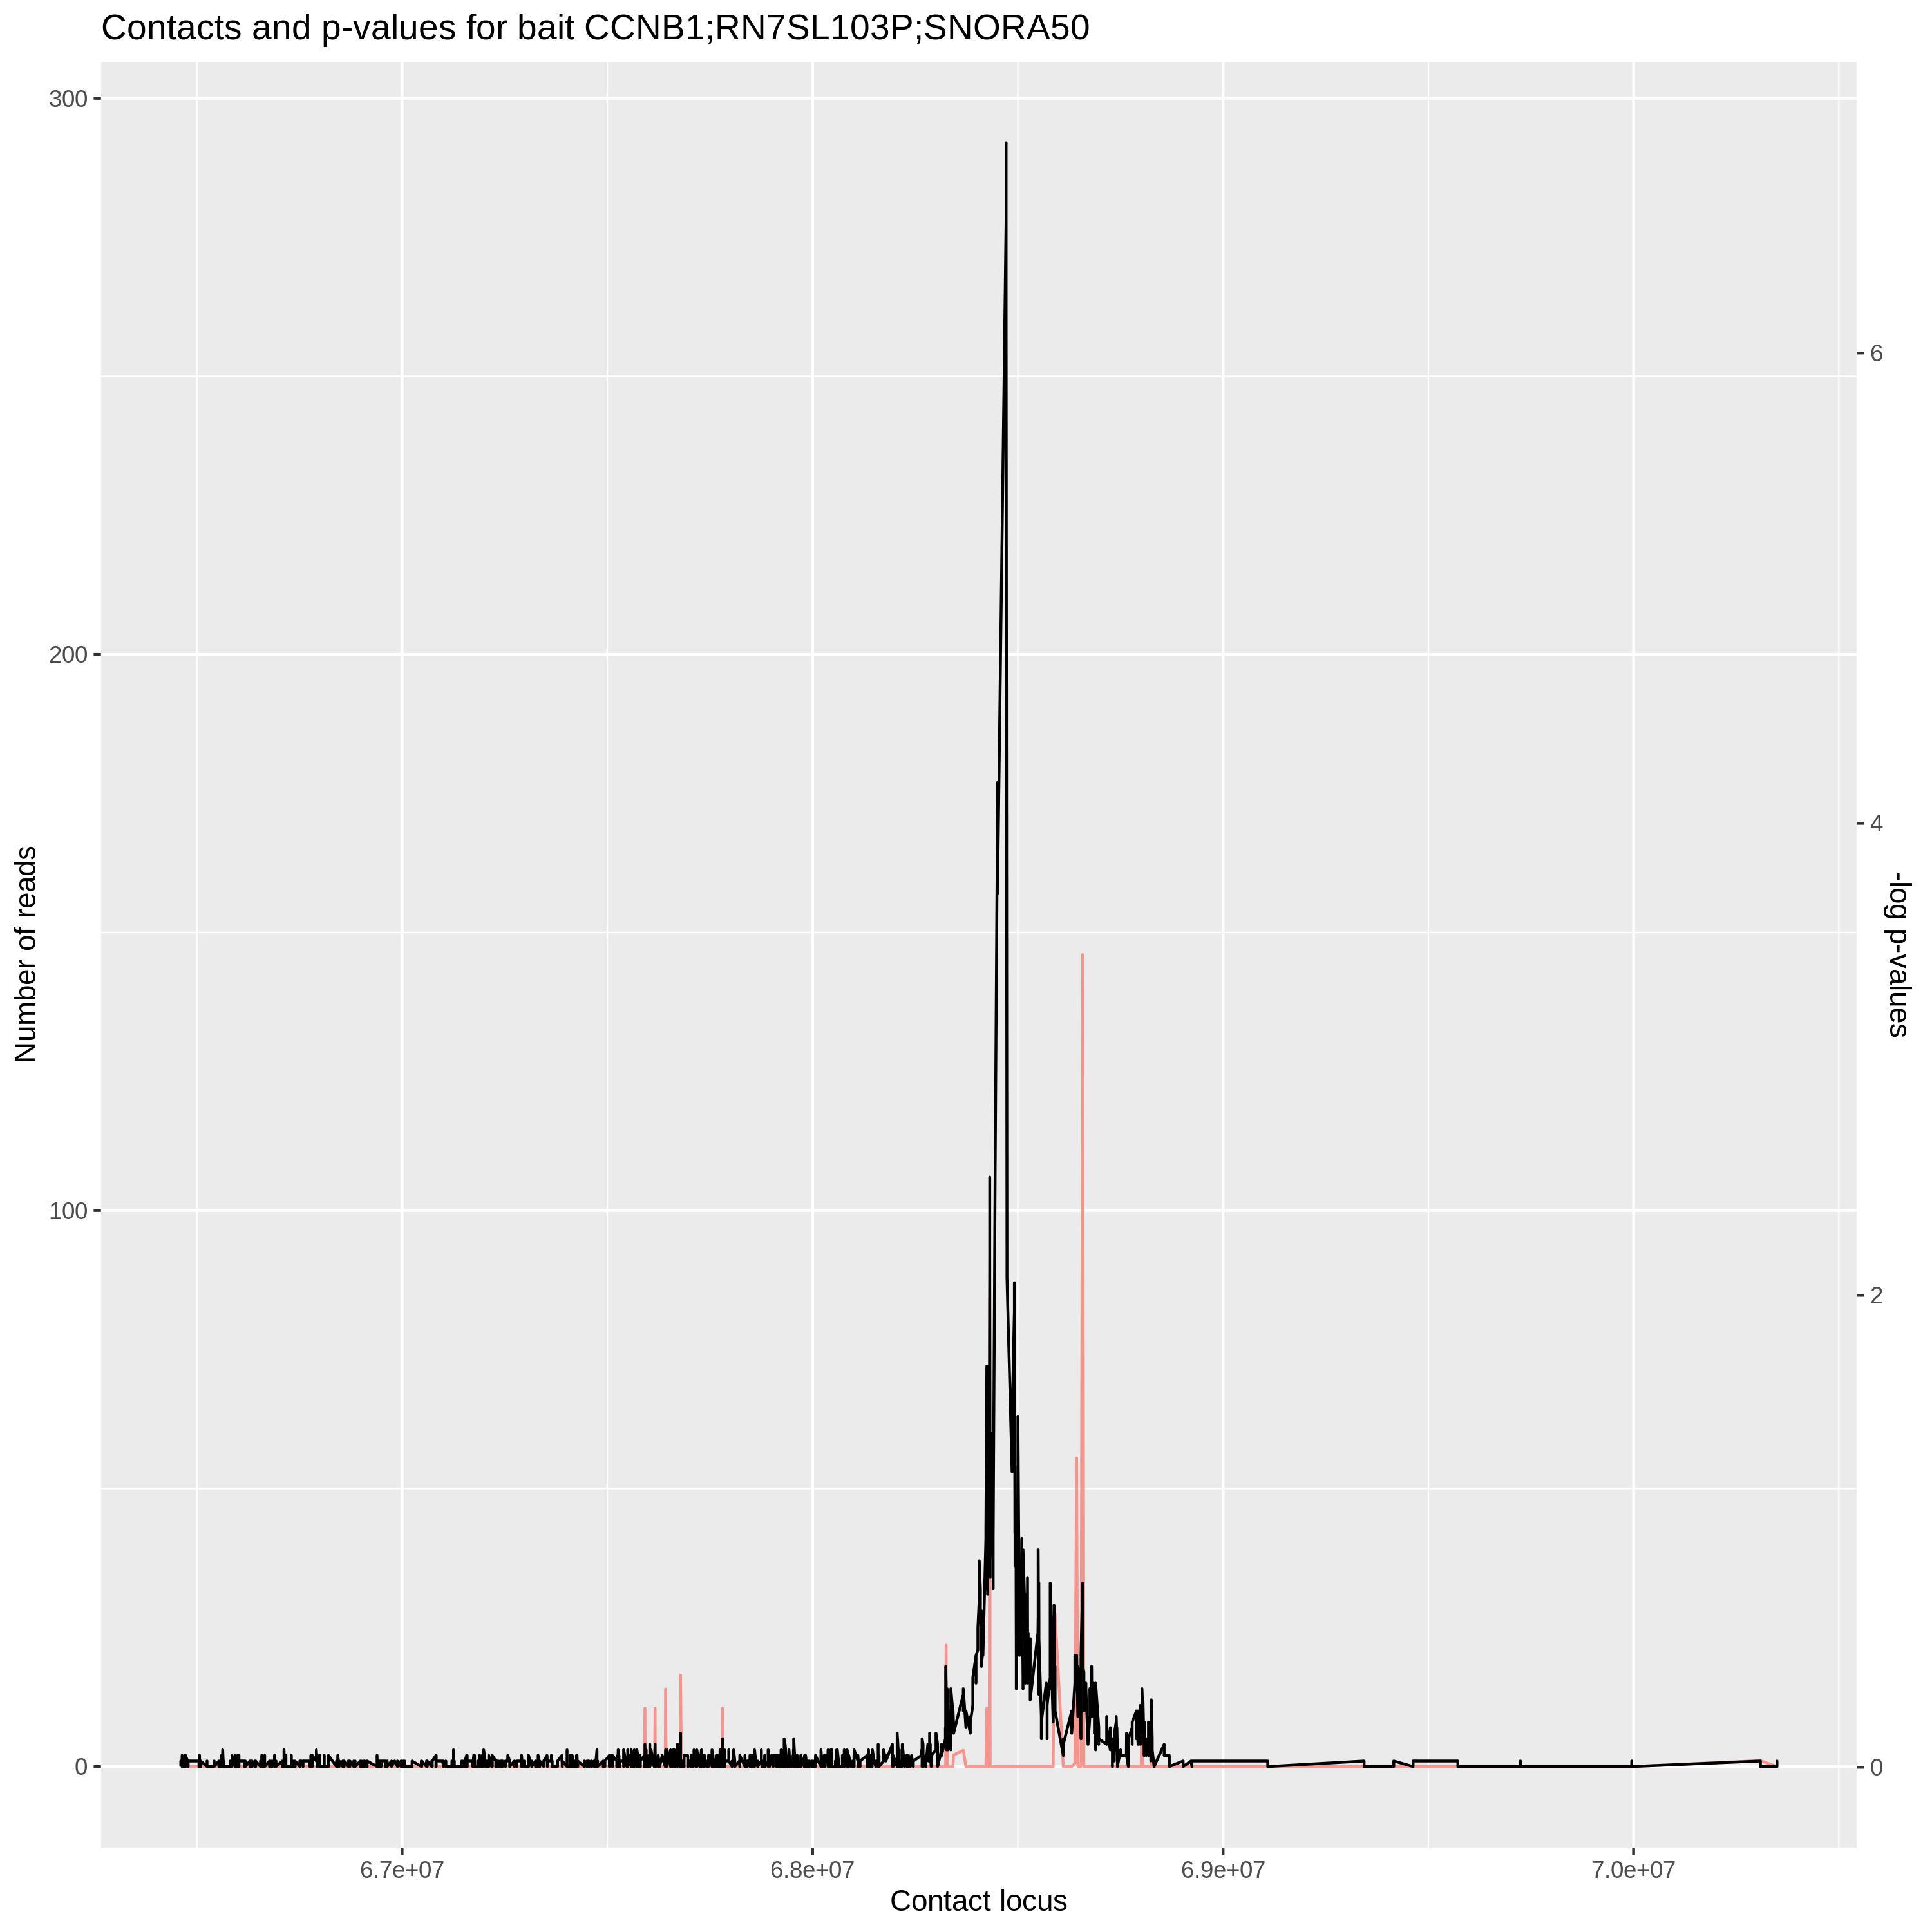 Contacts and p-values for bait CCNB1;RN7SL103P;SNORA50
300
200
100
0
Number of reads
6
4
2
0
-log p-values
6.7e+07
6.8e+07
6.9e+07
7.0e+07
Contact locus